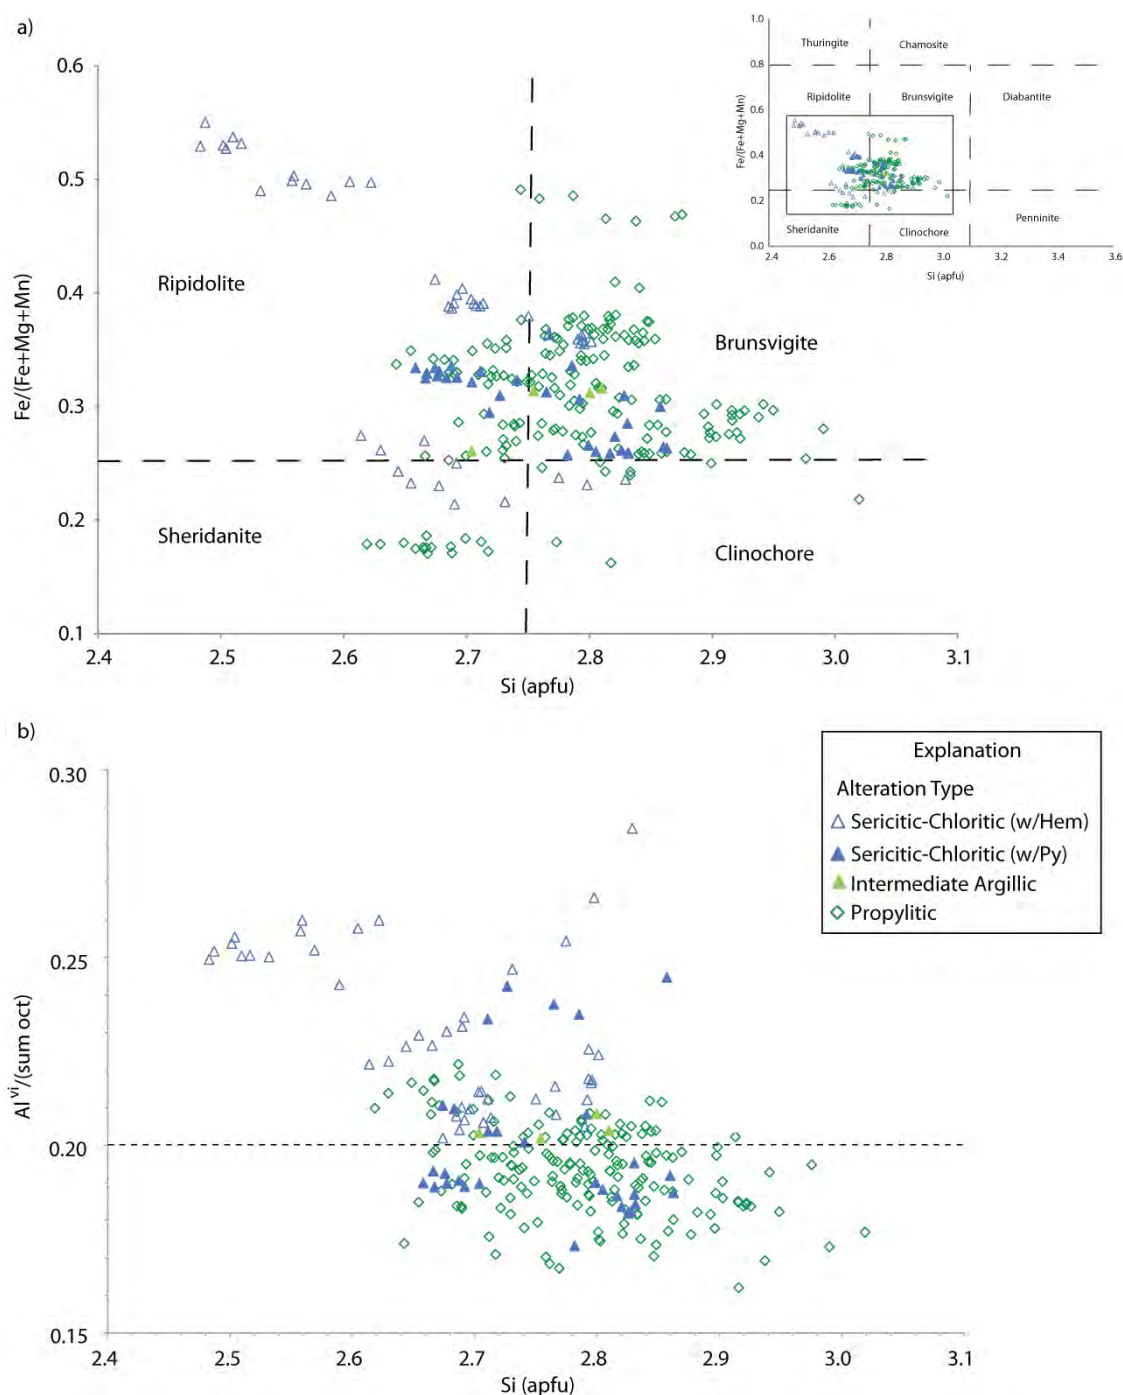 a)
0.6
0.5
0.4
0.3
0.2
0.1
Fe/(Fe+Mg+Mn)
Ripidolite
Brunsvigite
Sheridanite
Clinochore
2.4 2.5 2.6 2.7 2.8 2.9 3.0 3.1
Si (apfu)
1.0
0.8
0.6
0.4
0.2
0.0
Fe/(Fe+Mg+Mn)
Thuringite Chamosite
Ripidolite Brunsvigite Diabantite
Penninite
Sheridanite Clinochore
2.4 2.6 2.8 3.0 3.2 3.4 3.6
Si (apfu)
b)
0.30
0.25
0.20
0.15
Al vi/(sum oct)
2.4 2.5 2.6 2.7 2.8 2.9 3.0 3.1
Si (apfu)
Explanation
Alteration Type
Sericitic-Chloritic (w/Hem)
Sericitic-Chloritic (w/Py)
Intermediate Argillic
Propylitic